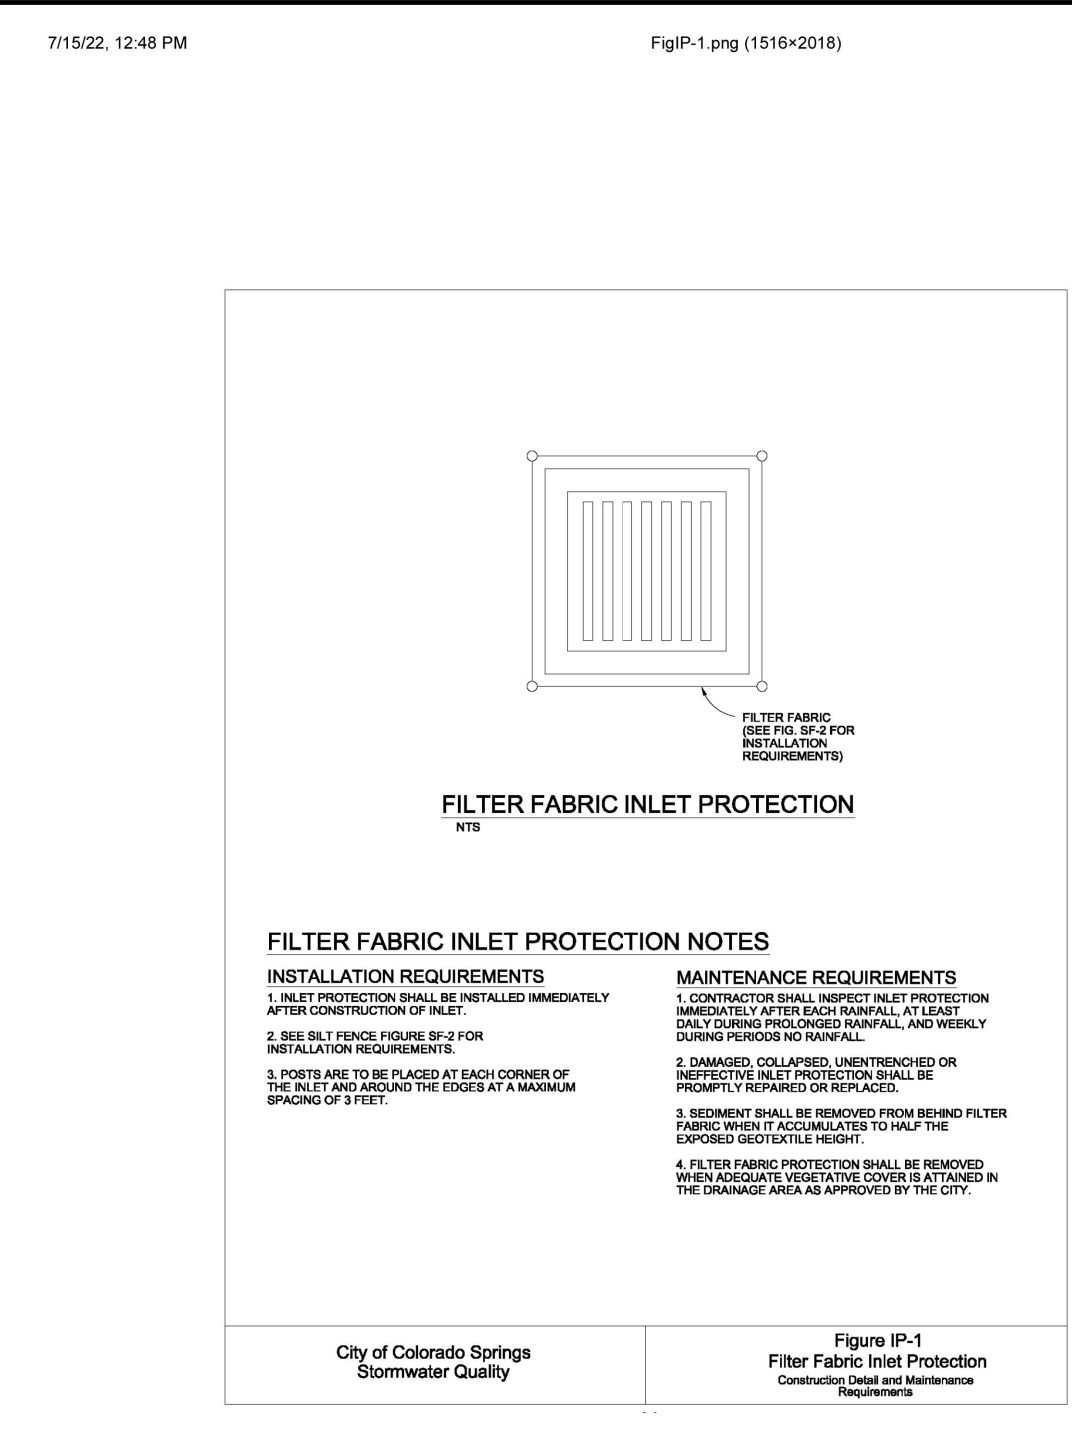 7/15/22, 12:48 PM
FigIP-1.png (1516×2018)
FILTER FABRIC
(SEE FIG. SF-2 FOR
INSTALLATION
REQUIREMENTS)
FILTER FABRIC INLET PROTECTION
NTS
FILTER FABRIC INLET PROTECTION NOTES
INSTALLATION REQUIREMENTS
1. INLET PROTECTION SHALL BE INSTALLED IMMEDIATELY
AFTER CONSTRUCTION OF INLET.
2. SEE SILT FENCE FIGURE SF-2 FOR
INSTALLATION REQUIREMENTS.
3. POSTS ARE TO BE PLACED AT EACH CORNER OF
THE INLET AND AROUND THE EDGES AT A MAXIMUM
SPACING OF 3 FEET.
MAINTENANCE REQUIREMENTS
1. CONTRACTOR SHALL INSPECT INLET PROTECTION
IMMEDIATELY AFTER EACH RAINFALL, AT LEAST
DAILY DURING PROLONGED RAINFALL, AND WEEKLY
DURING PERIODS NO RAINFALL.
2. DAMAGED, COLLAPSED, UNENTRENCHED OR
INEFFECTIVE INLET PROTECTION SHALL BE
PROMPTLY REPAIRED OR REPLACED.
3. SEDIMENT SHALL BE REMOVED FROM BEHIND FILTER
FABRIC WHEN IT ACCUMULATES TO HALF THE
EXPOSED GEOTEXTILE HEIGHT.
4. FILTER FABRIC PROTECTION SHALL BE REMOVED
WHEN ADEQUATE VEGETATIVE COVER IS ATTAINED IN
THE DRAINAGE AREA AS APPROVED BY THE CITY.
City of Colorado Springs
Stormwater Quality
Figure IP-1
Filter Fabric Inlet Protection
Construction Detail and Maintenance
Requirements